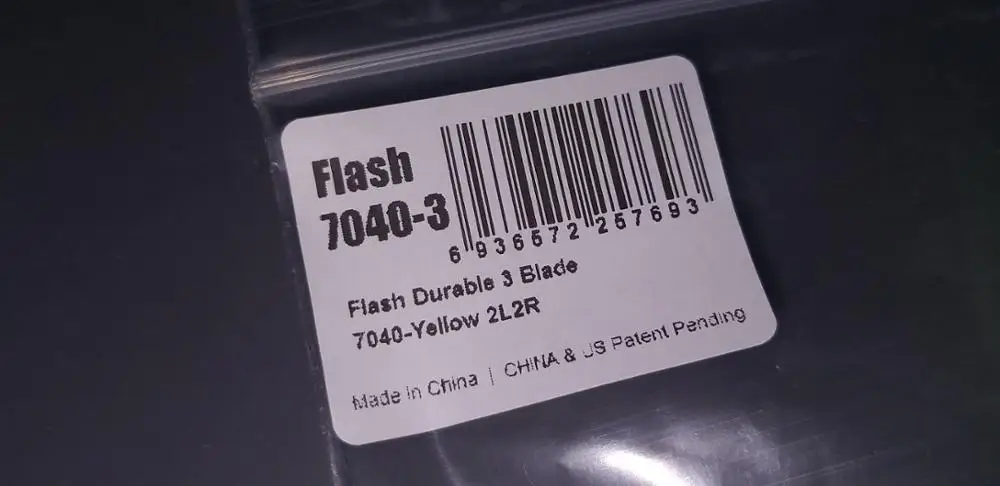 Flash
7040-3
6 936572 257693
Flash Durable 3 Blade
7040-Yellow 2L2R
Made in China | CHINA & US Patent Pending